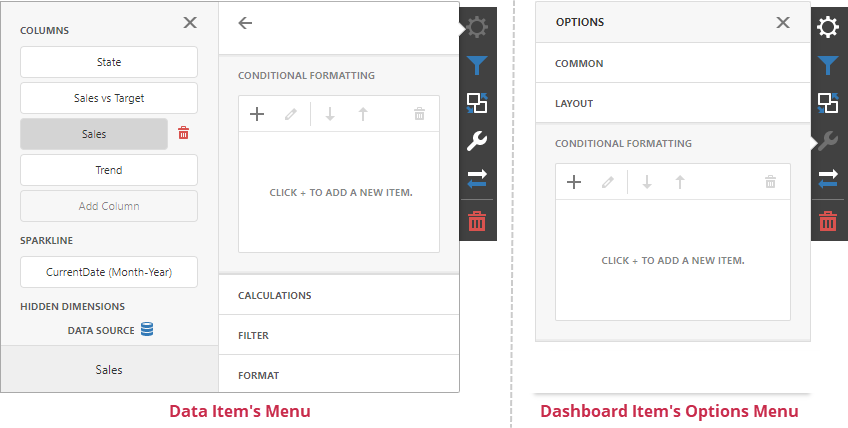 COLUMNS
State
Sales vs Target
Sales
Trend
Add Column
SPARKLINE
CurrentDate (Month-Year)
HIDDEN DIMENSIONS
DATA SOURCE
Sales
CONDITIONAL FORMATTING
CLICK + TO ADD A NEW ITEM.
CALCULATIONS
FILTER
FORMAT
Data Item's Menu
OPTIONS
COMMON
LAYOUT
CONDITIONAL FORMATTING
CLICK + TO ADD A NEW ITEM.
Dashboard Item's Options Menu